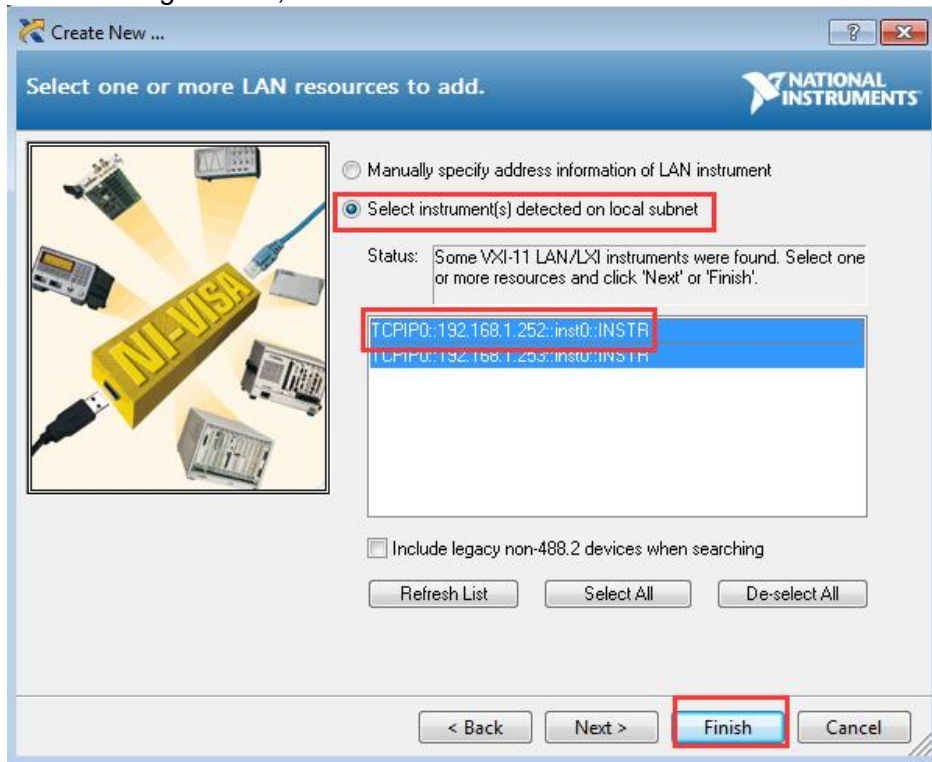 Create New ...
Select one or more LAN resources to add.
NATIONAL
INSTRUMENTS
NI-VISA
Manually specify address information of LAN instrument
Select instrument(s) detected on local subnet
Status: Some VXI-11 LAN/LXI instruments were found. Select one
or more resources and click 'Next' or 'Finish'.
TCPIP0::192.168.1.252::inst0::INSTR
TCPIP0::192.168.1.253::inst0::INSTR
Include legacy non-488.2 devices when searching
Refresh List Select All De-select All
< Back Next > Finish Cancel